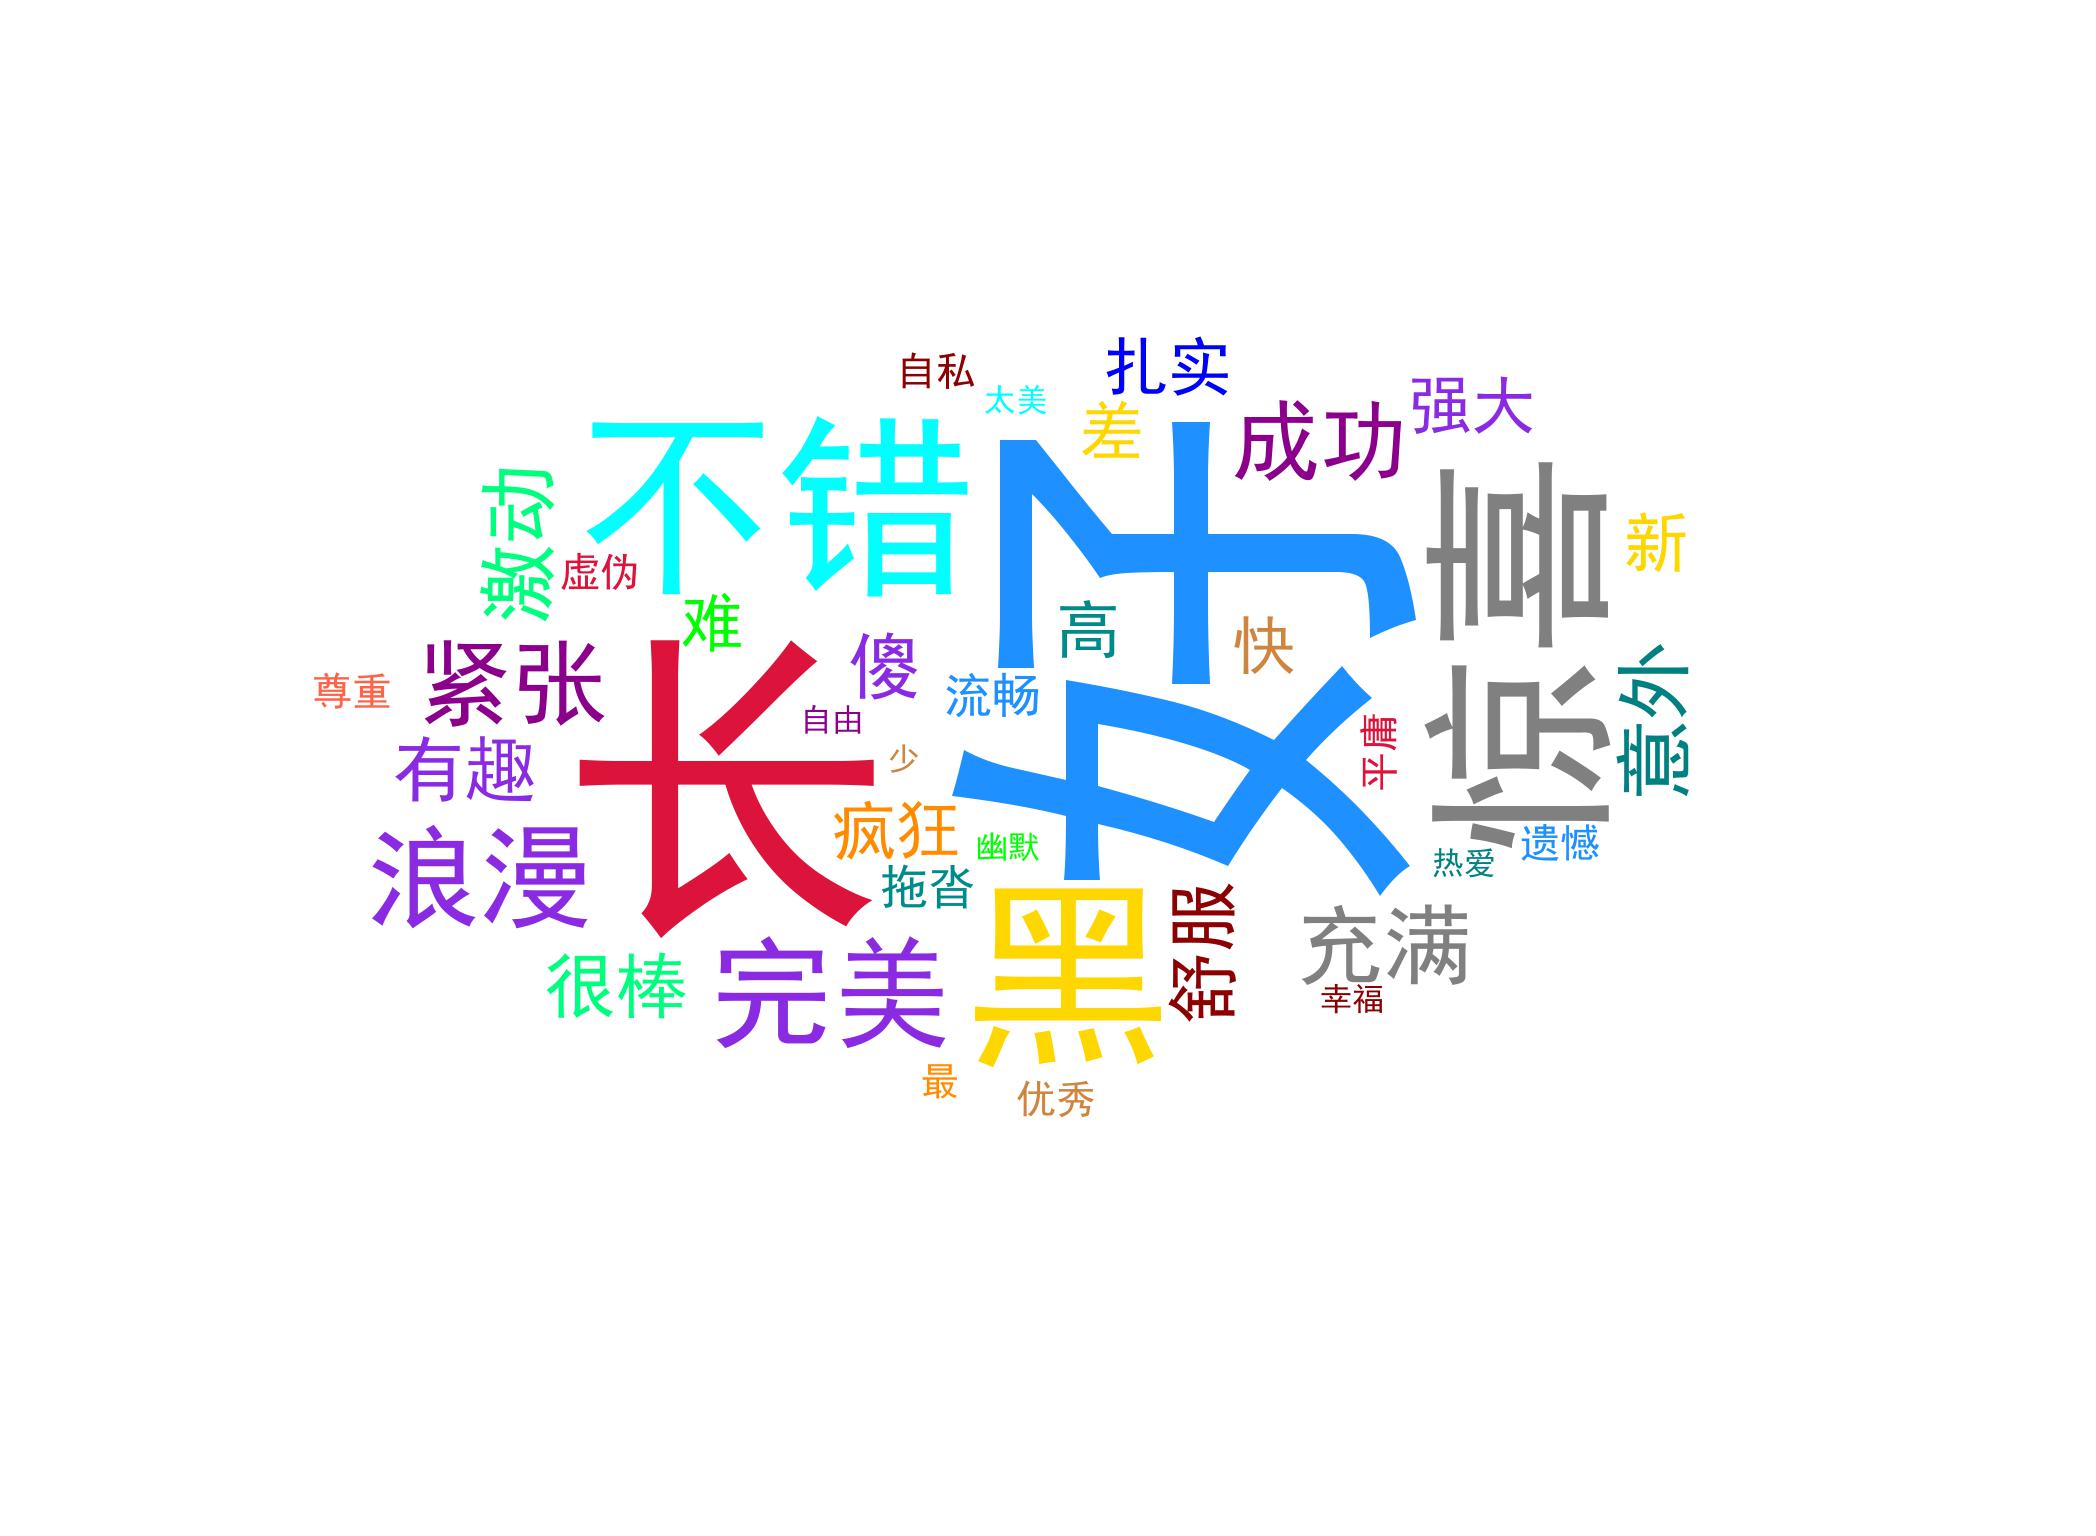 扎实
自私
太美
强大
差
成功
不错
好
惊喜
激动
新
虚伪
难
高
快
傻
紧张
长
尊重
流畅
意外
自由
平庸
少
有趣
疯狂
幽默
遗憾
热爱
浪漫
拖沓
黑
舒服
充满
很棒
完美
幸福
最
优秀